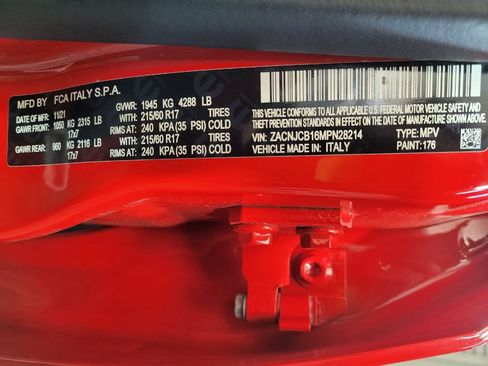 MFD BY FCA ITALY S.P.A.
DATE OF MFR: 11/21 GVWR: 1945 KG 4288 LB
GAWR FRONT: 1050 KG 2315 LB WITH: 215/60 R17 TIRES
17x7 RIMS AT: 240 KPA(35 PSI) COLD
GAWR REAR: 960 KG 2116 LB WITH: 215/60 R17 TIRES
17x7 RIMS AT: 240 KPA(35 PSI) COLD
THIS VEHICLE CONFORMS TO ALL APPLICABLE U.S. FEDERAL MOTOR VEHICLE SAFETY AND
THEFT PREVENTION STANDARDS IN EFFECT ON THE DATE OF MANUFACTURE SHOWN ABOVE.
VIN: ZACNJCB16MPN28214 TYPE: MPV
VEHICLE MADE IN: ITALY PAINT: 176